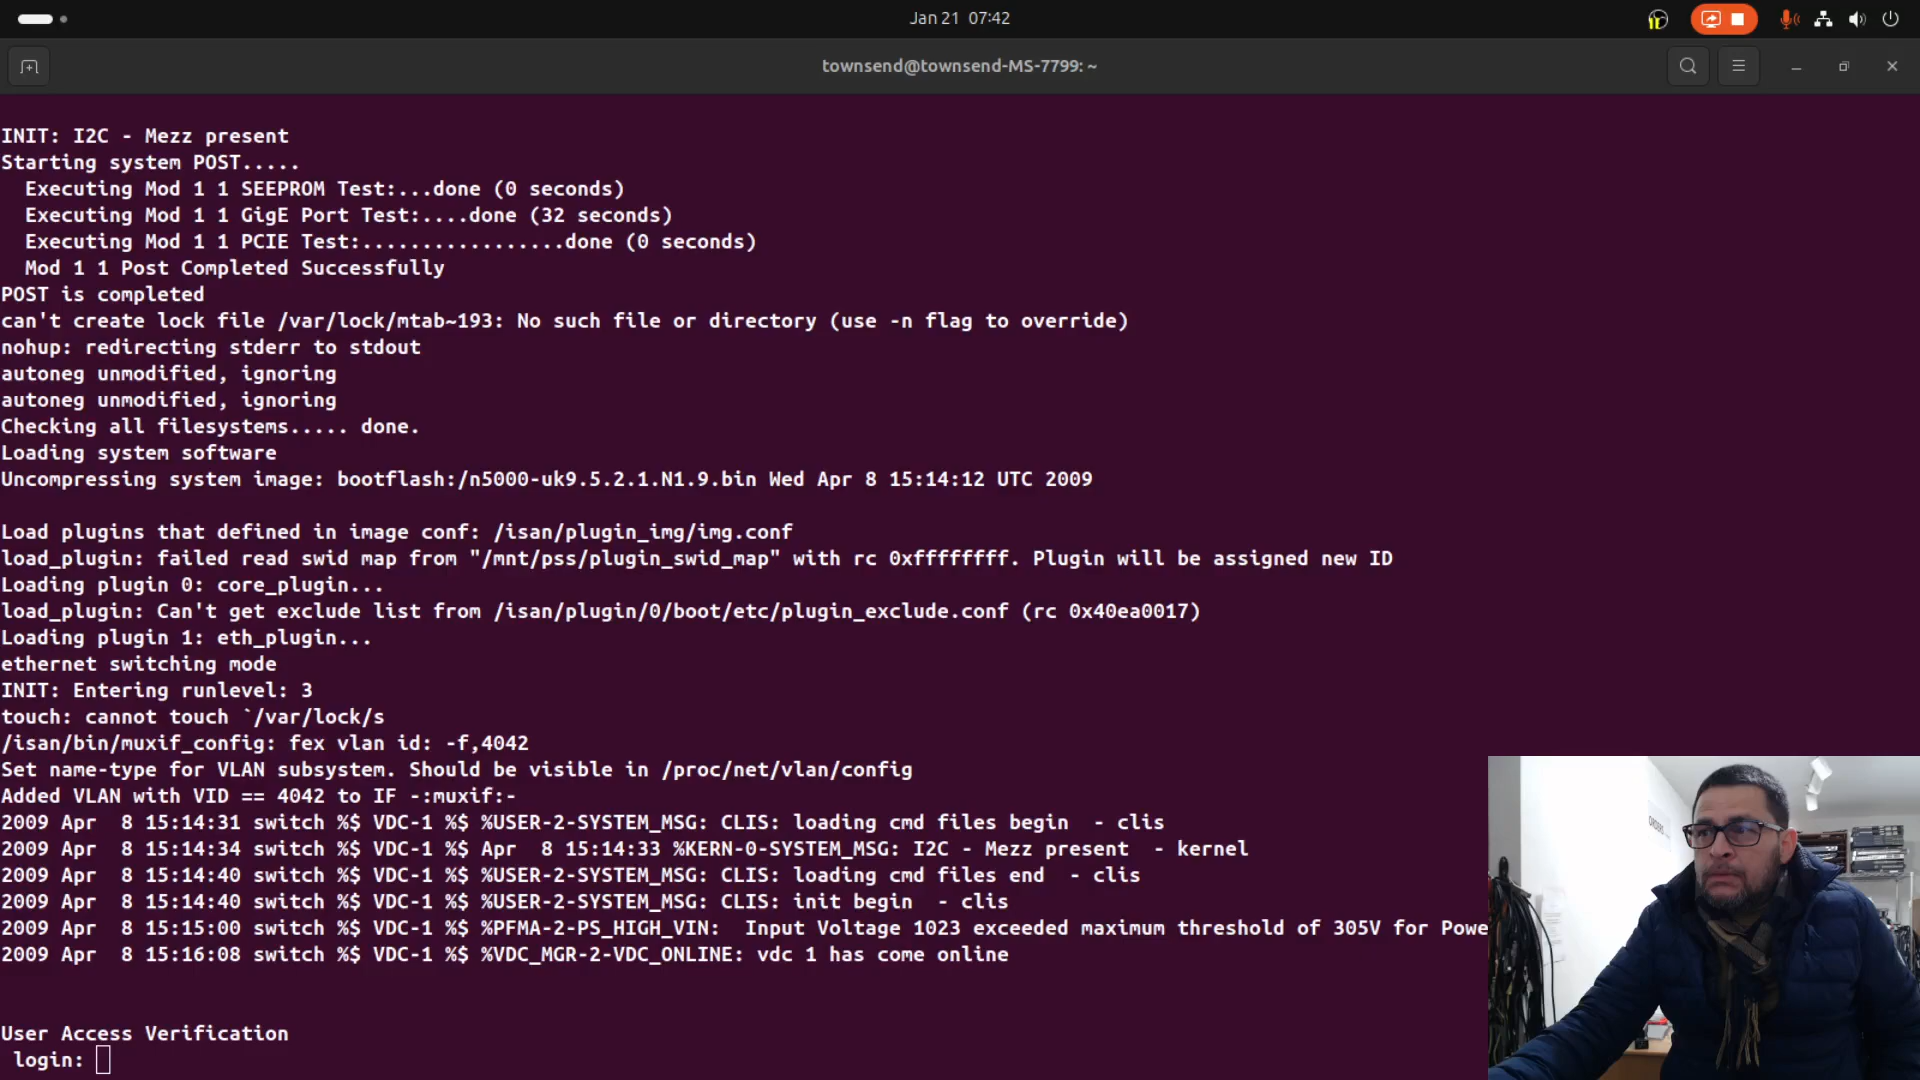 Jan 21 07:42
townsend@townsend-MS-7799: ~
INIT: I2C - Mezz present
Starting system POST.....
Executing Mod 1 1 SEEPROM Test:...done (0 seconds)
Executing Mod 1 1 GigE Port Test:....done (32 seconds)
Executing Mod 1 1 PCIE Test:.................done (0 seconds)
Mod 1 1 Post Completed Successfully
POST is completed
can't create lock file /var/lock/mtab~193: No such file or directory (use -n flag to override)
nohup: redirecting stderr to stdout
autoneg unmodified, ignoring
autoneg unmodified, ignoring
Checking all filesystems..... done.
Loading system software
Uncompressing system image: bootflash:/n5000-uk9.5.2.1.N1.9.bin Wed Apr 8 15:14:12 UTC 2009
Load plugins that defined in image conf: /isan/plugin_img/img.conf
load_plugin: failed read swid map from "/mnt/pss/plugin_swid_map" with rc 0xffffffff. Plugin will be assigned new ID
Loading plugin 0: core_plugin...
load_plugin: Can't get exclude list from /isan/plugin/0/boot/etc/plugin_exclude.conf (rc 0x40ea0017)
Loading plugin 1: eth_plugin...
ethernet switching mode
INIT: Entering runlevel: 3
touch: cannot touch `/var/lock/s
/isan/bin/muxif_config: fex vlan id: -f,4042
Set name-type for VLAN subsystem. Should be visible in /proc/net/vlan/config
Added VLAN with VID == 4042 to IF -:muxif:-
2009 Apr  8 15:14:31 switch %$ VDC-1 %$ %USER-2-SYSTEM_MSG: CLIS: loading cmd files begin  - clis
2009 Apr  8 15:14:34 switch %$ VDC-1 %$ Apr  8 15:14:33 %KERN-0-SYSTEM_MSG: I2C - Mezz present  - kernel
2009 Apr  8 15:14:40 switch %$ VDC-1 %$ %USER-2-SYSTEM_MSG: CLIS: loading cmd files end  - clis
2009 Apr  8 15:14:40 switch %$ VDC-1 %$ %USER-2-SYSTEM_MSG: CLIS: init begin  - clis
2009 Apr  8 15:15:00 switch %$ VDC-1 %$ %PFMA-2-PS_HIGH_VIN:  Input Voltage 1023 exceeded maximum threshold of 305V for Powe
2009 Apr  8 15:16:08 switch %$ VDC-1 %$ %VDC_MGR-2-VDC_ONLINE: vdc 1 has come online
User Access Verification
login: